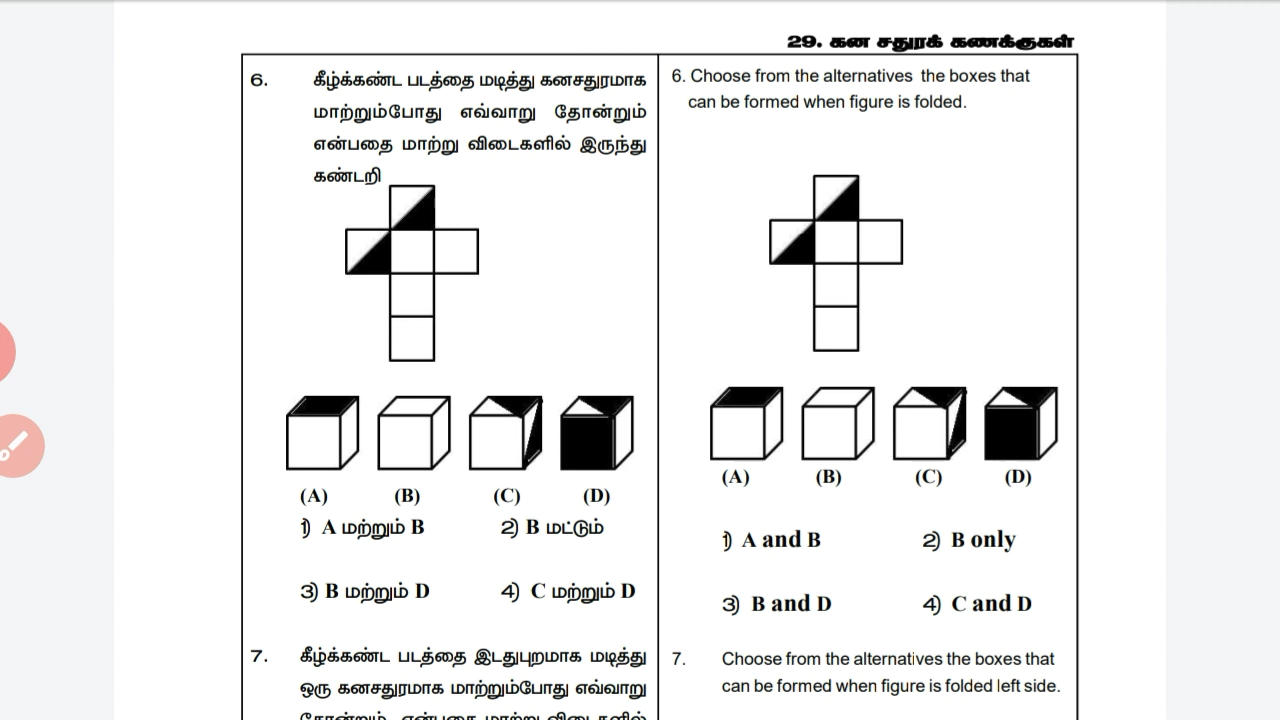 29. கன சதுரக் கணக்குகள்
6. கீழ்க்கண்ட படத்தை மடித்து கனசதுரமாக
மாற்றும்போது எவ்வாறு தோன்றும்
என்பதை மாற்று விடைகளில் இருந்து
கண்டறி
(A) (B) (C) (D)
1) A மற்றும் B 2) B மட்டும்
3) B மற்றும் D 4) C மற்றும் D
7. கீழ்க்கண்ட படத்தை இடதுபுறமாக மடித்து
ஒரு கனசதுரமாக மாற்றும்போது எவ்வாறு
தோன்றும் என்பதை மாற்று விடைகளில்
6. Choose from the alternatives the boxes that
can be formed when figure is folded.
(A) (B) (C) (D)
1) A and B 2) B only
3) B and D 4) C and D
7. Choose from the alternatives the boxes that
can be formed when figure is folded left side.